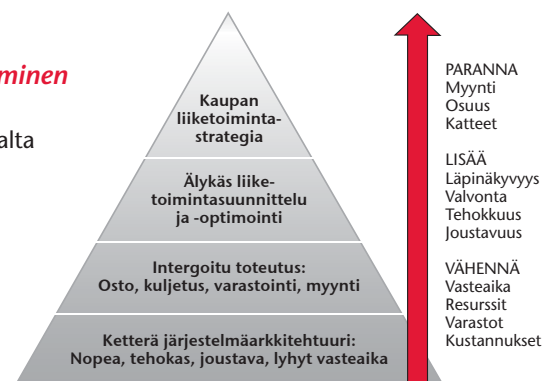 minen
alta
Kaupan
liiketoiminta-
strategia
Älykäs liike-
toimintasuunnittelu
ja -optimointi
Intergoitu toteutus:
Osto, kuljetus, varastointi, myynti
Ketterä järjestelmäarkkitehtuuri:
Nopea, tehokas, joustava, lyhyt vasteaika
PARANNA
Myynti
Osuus
Katteet
LISÄÄ
Läpinäkyvyys
Valvonta
Tehokkuus
Joustavuus
VÄHENNÄ
Vasteaika
Resurssit
Varastot
Kustannukset